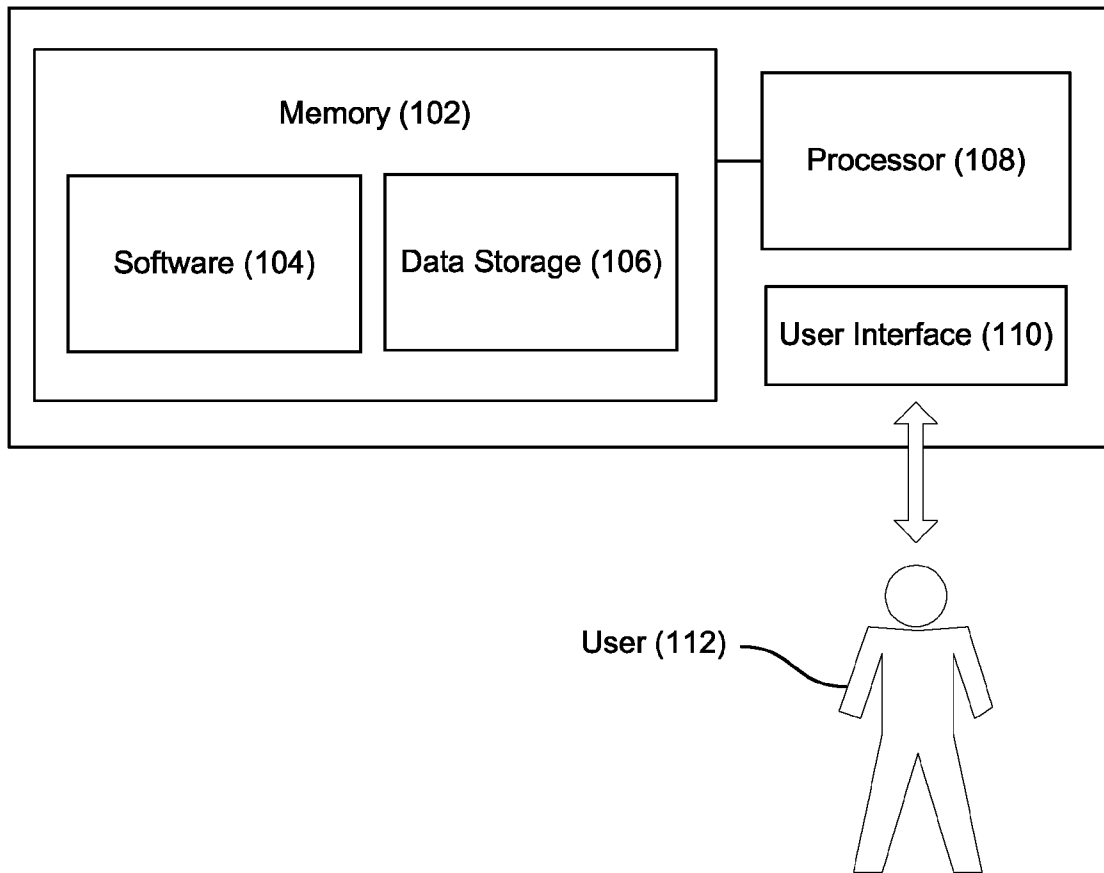 Memory (102)
Processor (108)
Software (104)
Data Storage (106)
User Interface (110)
User (112)